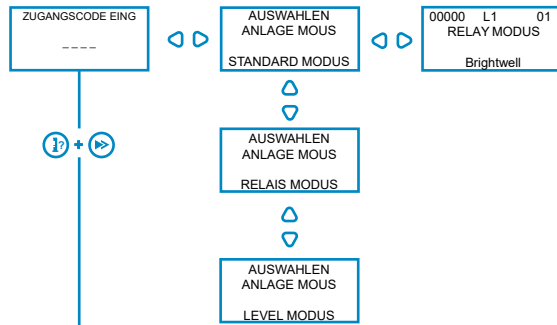 ZUGANGSCODE EING
_ _ _ _
AUSWAHLEN
ANLAGE MOUS
STANDARD MODUS
00000 L1 01
RELAY MODUS
Brightwell
? +
AUSWAHLEN
ANLAGE MOUS
RELAIS MODUS
AUSWAHLEN
ANLAGE MOUS
LEVEL MODUS